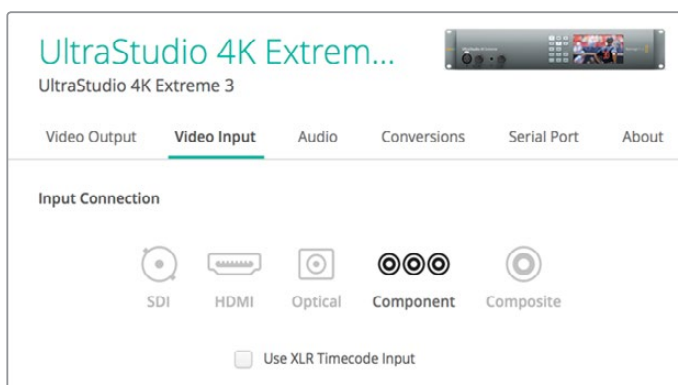 UltraStudio 4K Extrem...
UltraStudio 4K Extreme 3
Video Output Video Input Audio Conversions Serial Port About
Input Connection
SDI HDMI Optical Component Composite
Use XLR Timecode Input